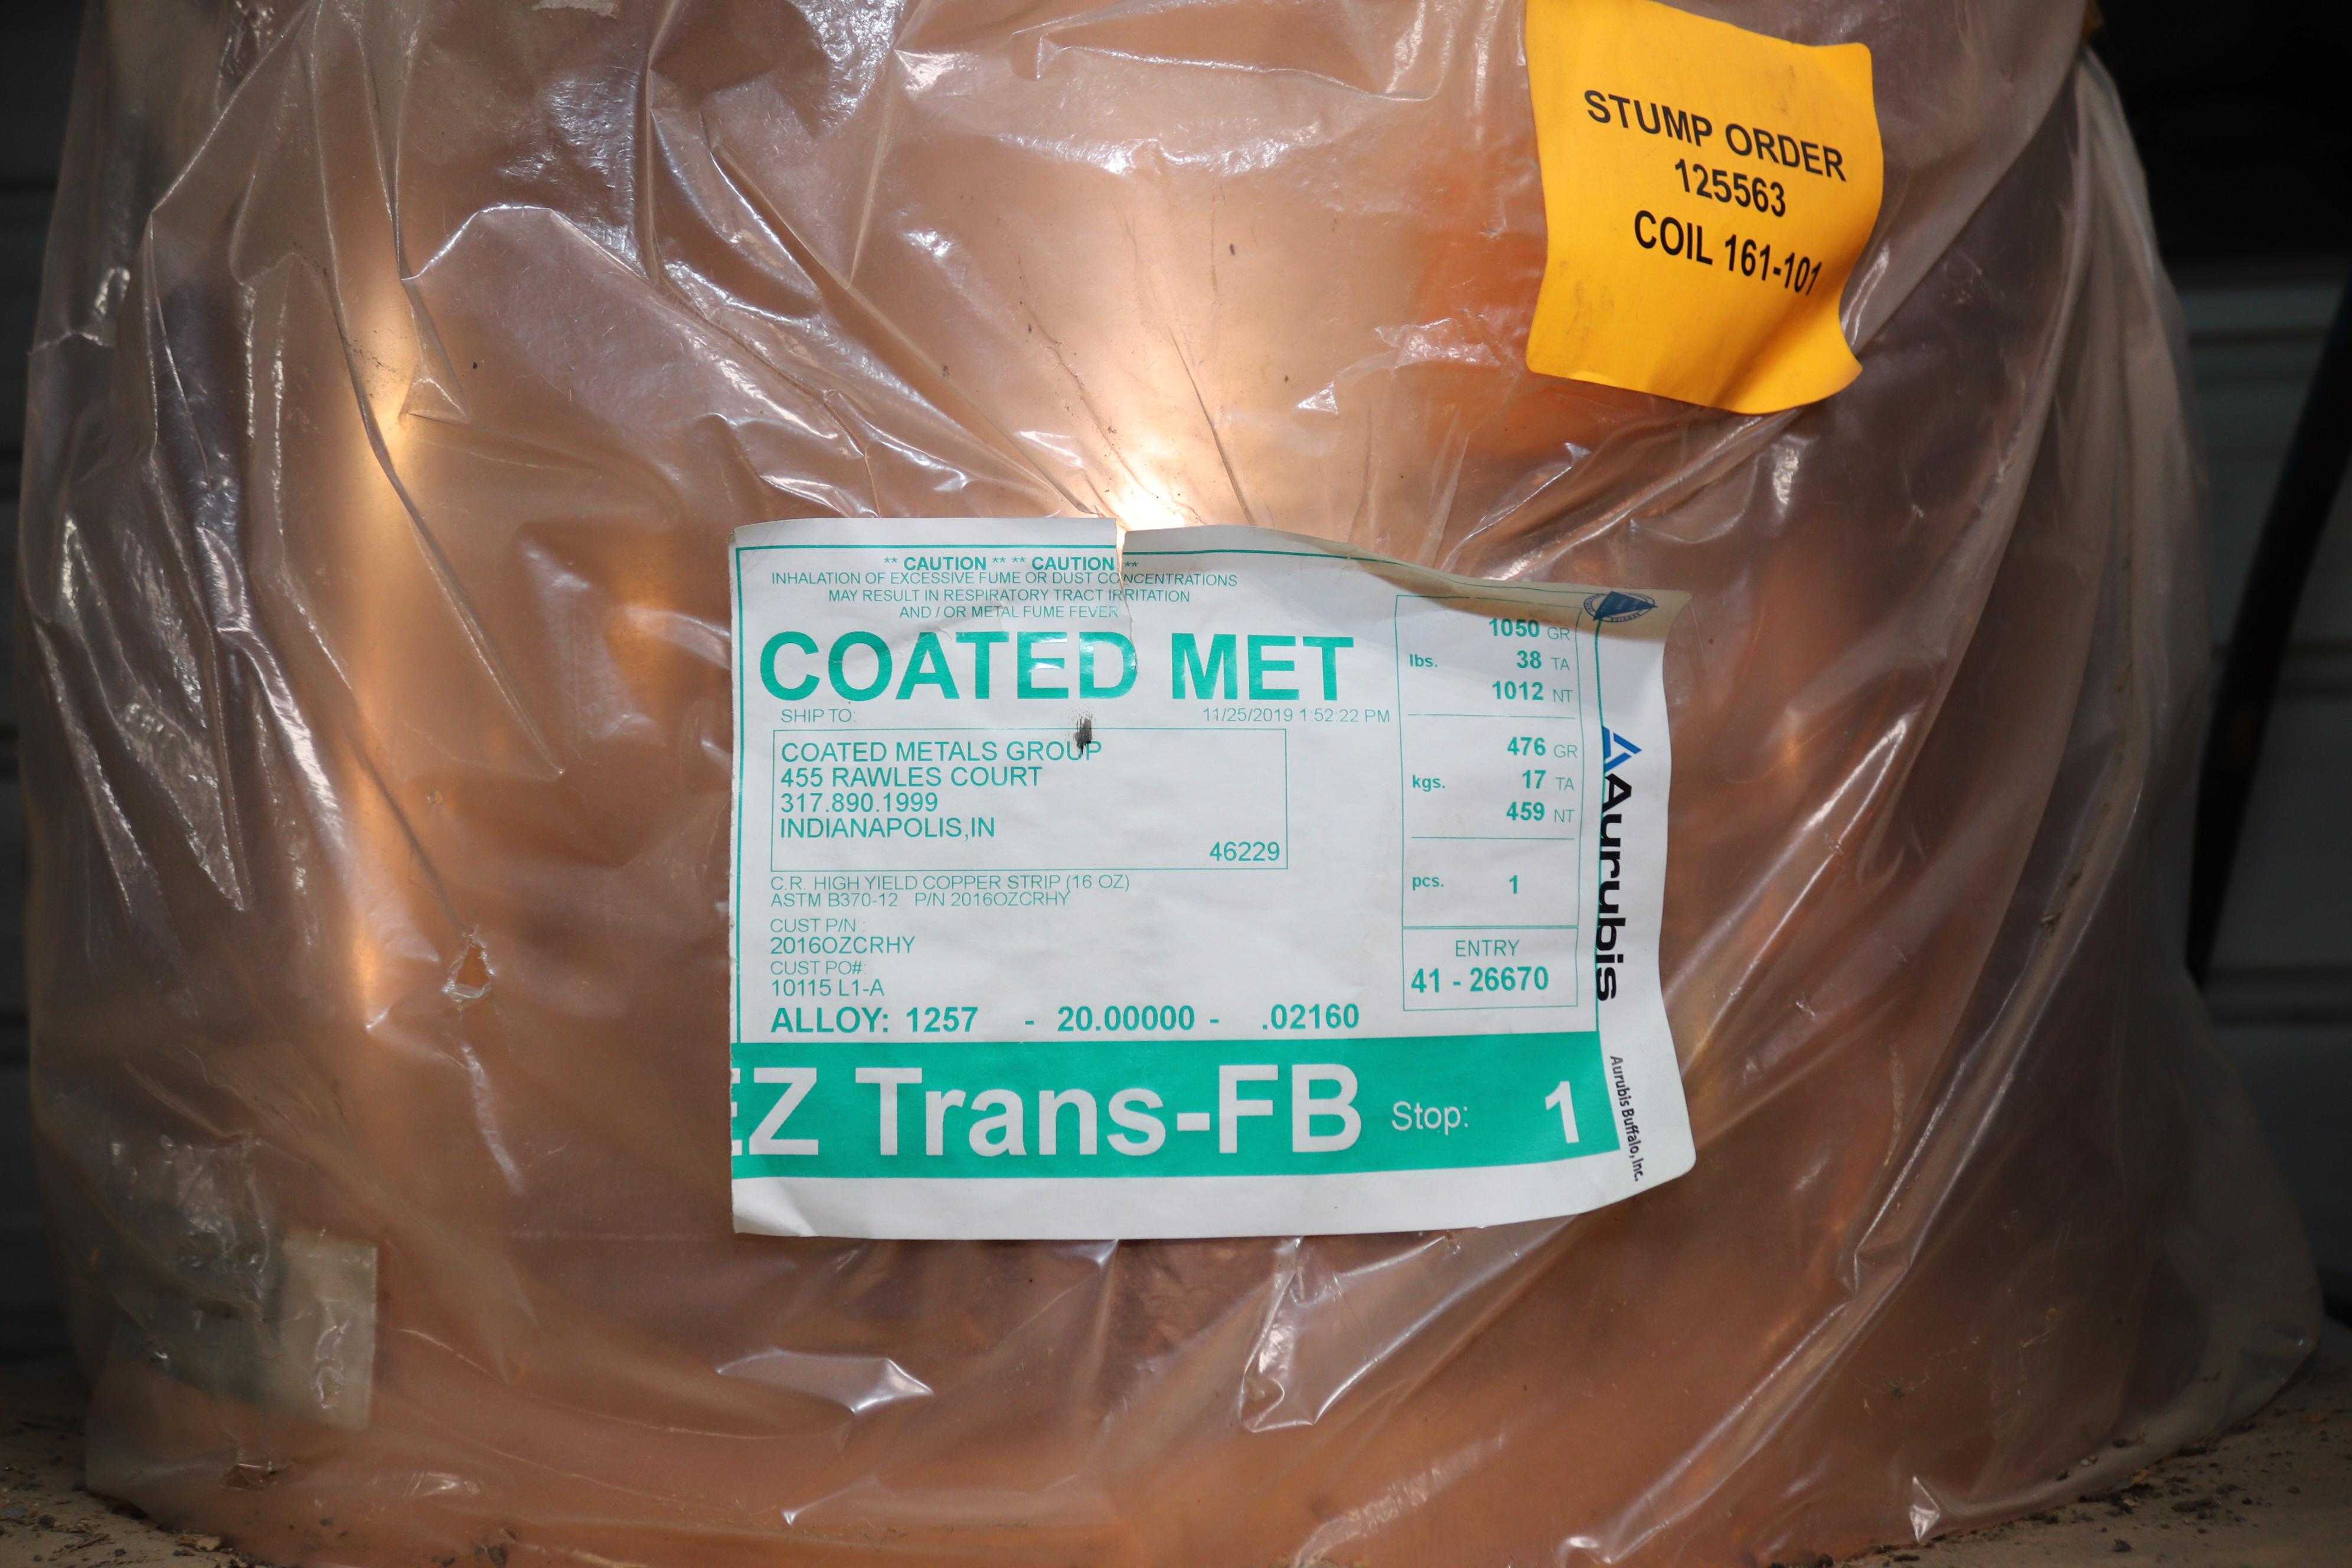 STUMP ORDER
125563
COIL 161-101
** CAUTION ** ** CAUTION **
INHALATION OF EXCESSIVE FUME OR DUST CONCENTRATIONS
MAY RESULT IN RESPIRATORY TRACT IRRITATION
AND / OR METAL FUME FEVER
COATED MET
SHIP TO: 11/25/2019 1:52:22 PM
COATED METALS GROUP
455 RAWLES COURT
317.890.1999
INDIANAPOLIS,IN
46229
C.R. HIGH YIELD COPPER STRIP (16 OZ)
ASTM B370-12 P/N 2016OZCRHY
CUST P/N :
2016OZCRHY
CUST PO#:
10115 L1-A
ALLOY: 1257 - 20.00000 - .02160
EZ Trans-FB Stop: 1
1050 GR
lbs. 38 TA
1012 NT
476 GR
kgs. 17 TA
459 NT
pcs. 1
ENTRY
41 - 26670
Aurubis
Aurubis Buffalo, Inc.